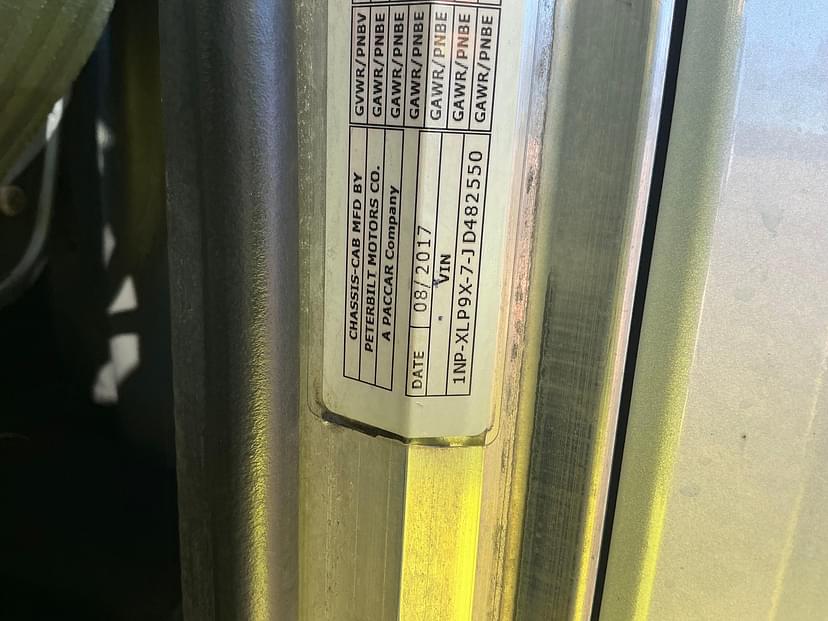 CHASSIS-CAB MFD BY
PETERBILT MOTORS CO.
A PACCAR Company
DATE 08/2017
VIN
1NP-XLP9X-7-JD482550
GVWR/PNBV
GAWR/PNBE
GAWR/PNBE
GAWR/PNBE
GAWR/PNBE
GAWR/PNBE
GAWR/PNBE